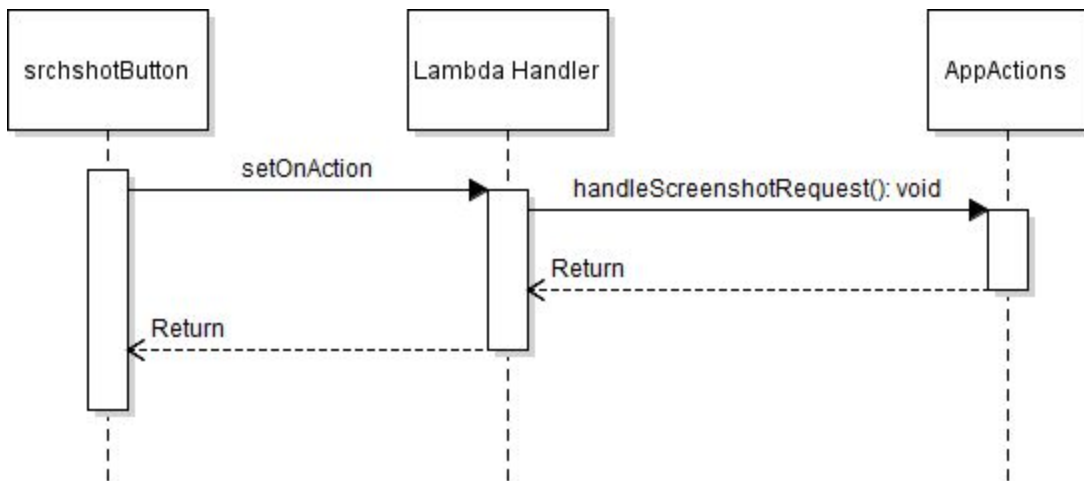 srchshotButton
Lambda Handler
AppActions
setOnAction
handleScreenshotRequest(): void
Return
Return